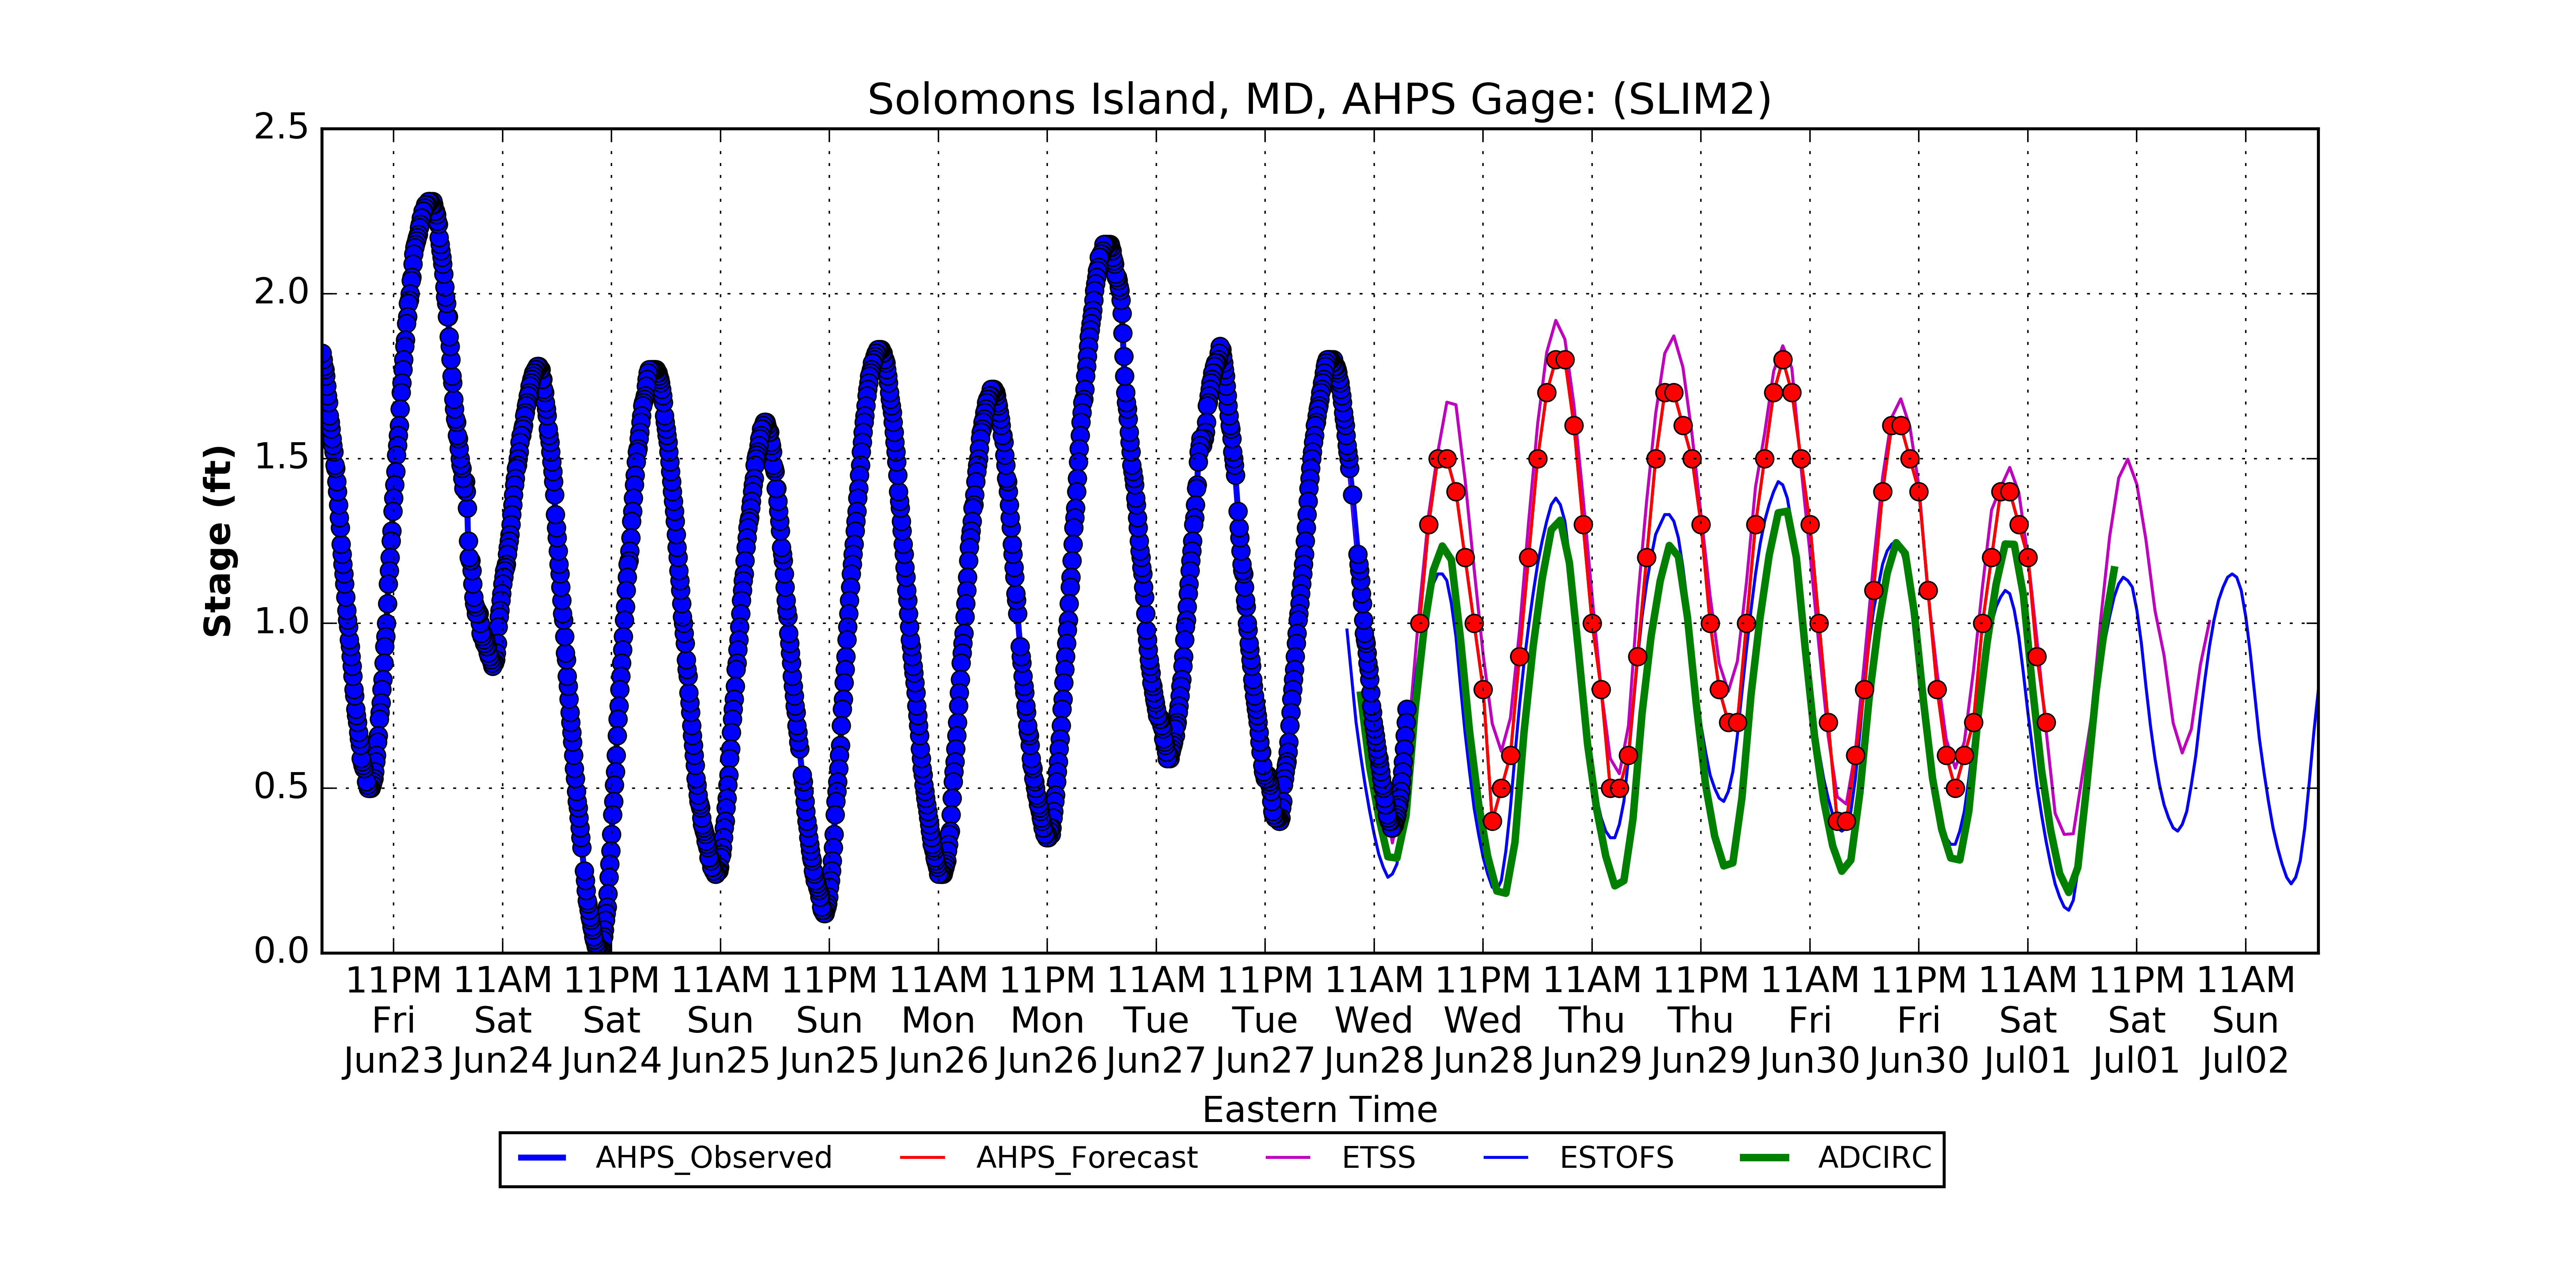 Solomons Island, MD, AHPS Gage: (SLIM2)
2.5
2.0
1.5
1.0
0.5
0.0
Stage (ft)
11PM 11AM 11PM 11AM 11PM 11AM 11PM 11AM 11PM 11AM 11PM 11AM 11PM 11AM 11PM 11AM 11PM 11AM
Fri Sat Sat Sun Sun Mon Mon Tue Tue Wed Wed Thu Thu Fri Fri Sat Sat Sun
Jun23 Jun24 Jun24 Jun25 Jun25 Jun26 Jun26 Jun27 Jun27 Jun28 Jun28 Jun29 Jun29 Jun30 Jun30 Jul01 Jul01 Jul02
Eastern Time
AHPS_Observed AHPS_Forecast ETSS ESTOFS ADCIRC